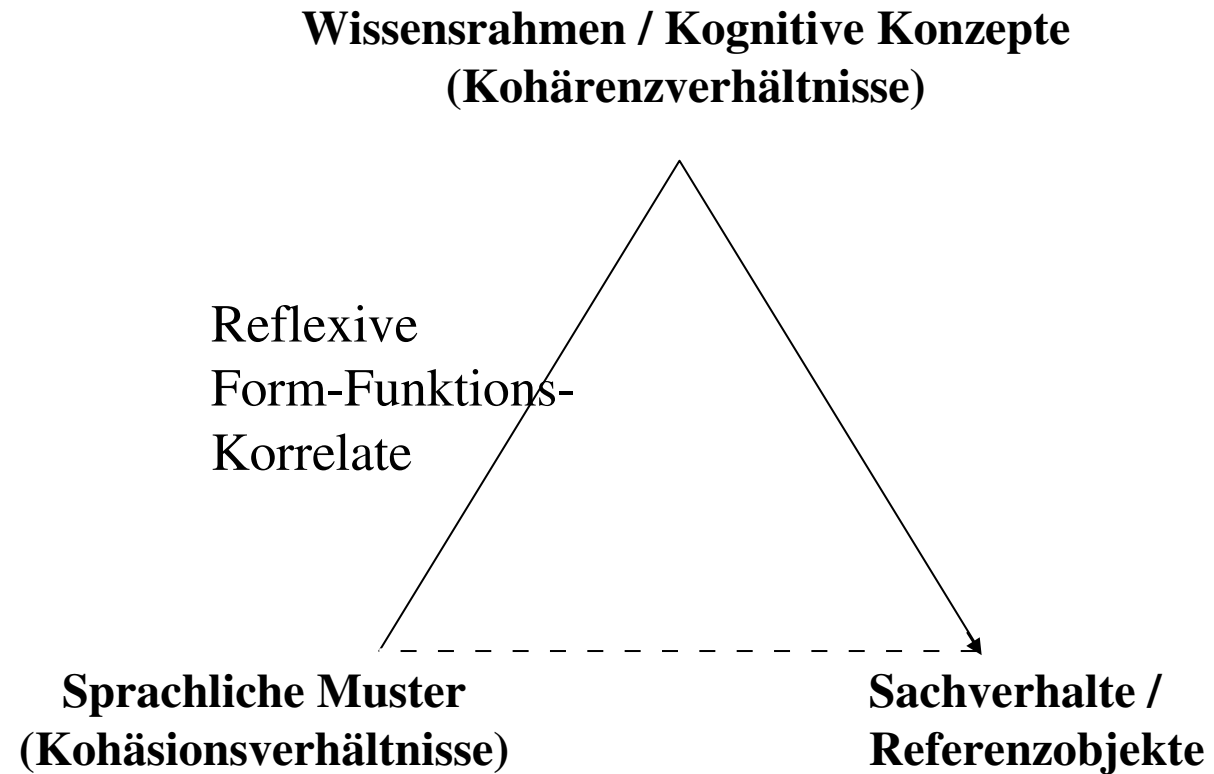 Wissensrahmen / Kognitive Konzepte
(Kohärenzverhältnisse)
Reflexive
Form-Funktions-
Korrelate
Sprachliche Muster
(Kohäsionsverhältnisse)
Sachverhalte /
Referenzobjekte